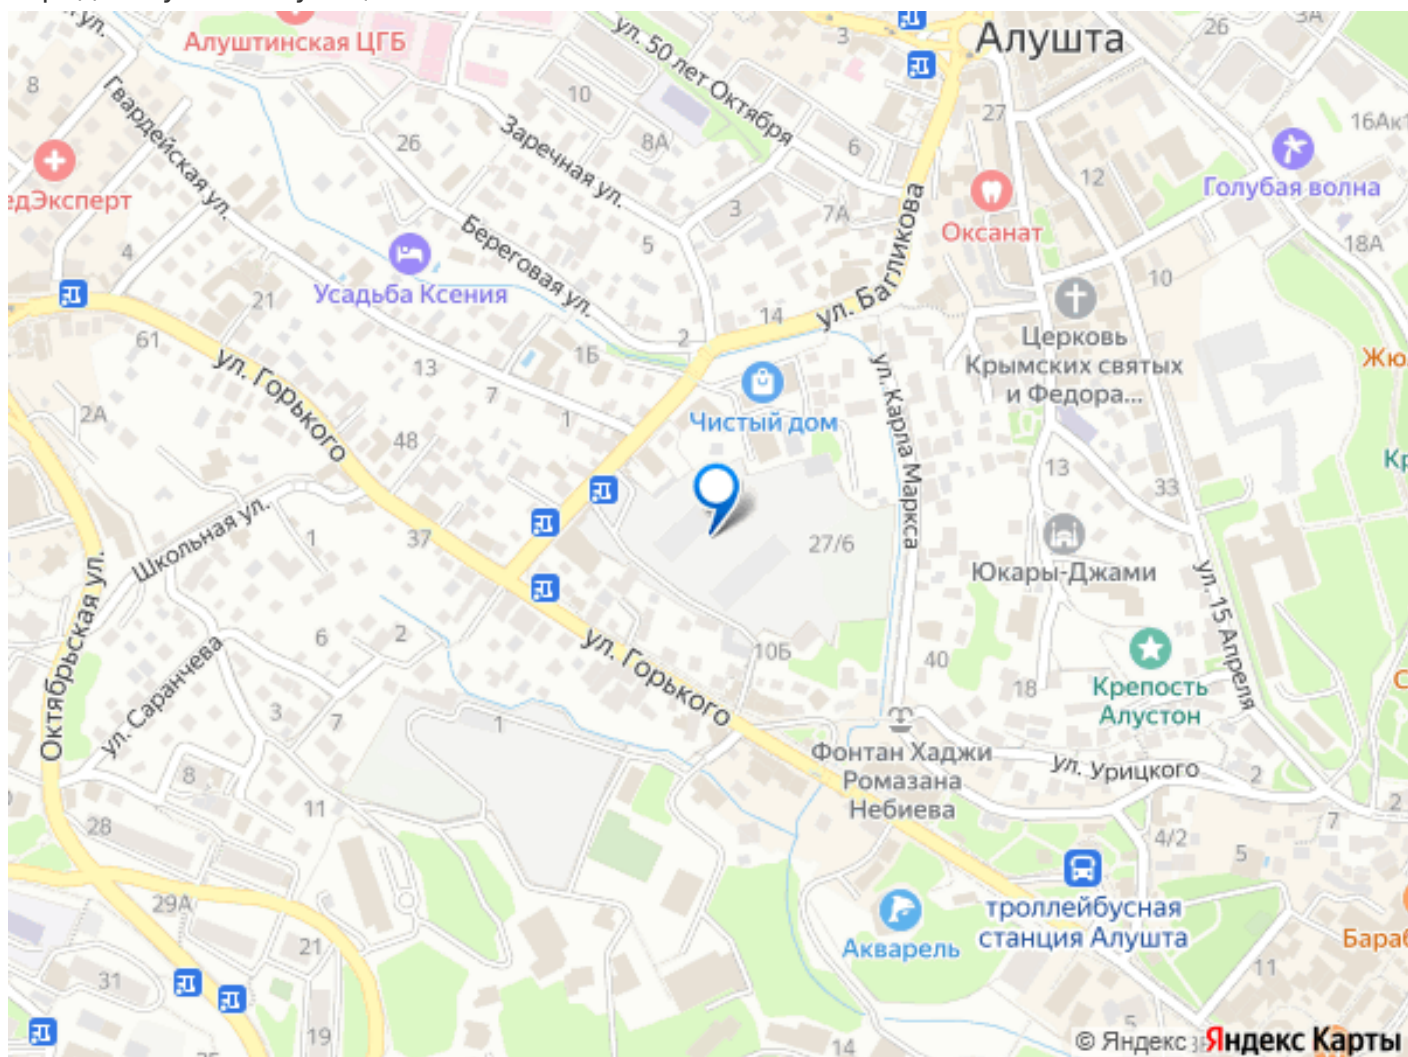 Алуштинская ЦГБ
ул. 50 лет Октября
3
Алушта
26
3А
8
Гвардейская ул.
10
8А
Заречная ул.
26
6
27
16Ак1
едЭксперт
12
Голубая волна
Оксанат
3
7А
18А
4
5
Береговая ул.
ул. Багликова
10
21
Усадьба Ксения
14
2
61
1Б
13
7
Церковь
Крымских святых
и Федора...
Жю
ул. Горького
ул. Карла Маркса
2А
1
Чистый дом
48
Кр
13
33
Школьная ул.
1
37
27/6
Юкары-Джами
ул. 15 Апреля
Октябрьская ул.
ул. Саранчева
6
2
ул. Горького
10Б
40
18
Крепость
Алустон
С
3
7
1
Фонтан Хаджи
Ромазана
Небиева
ул. Урицкого
2
2
8
11
7
28
4/2
5
троллейбусная
станция Алушта
29А
Акварель
Бараб
21
11
31
5
19
14
© Яндекс Яндекс Карты